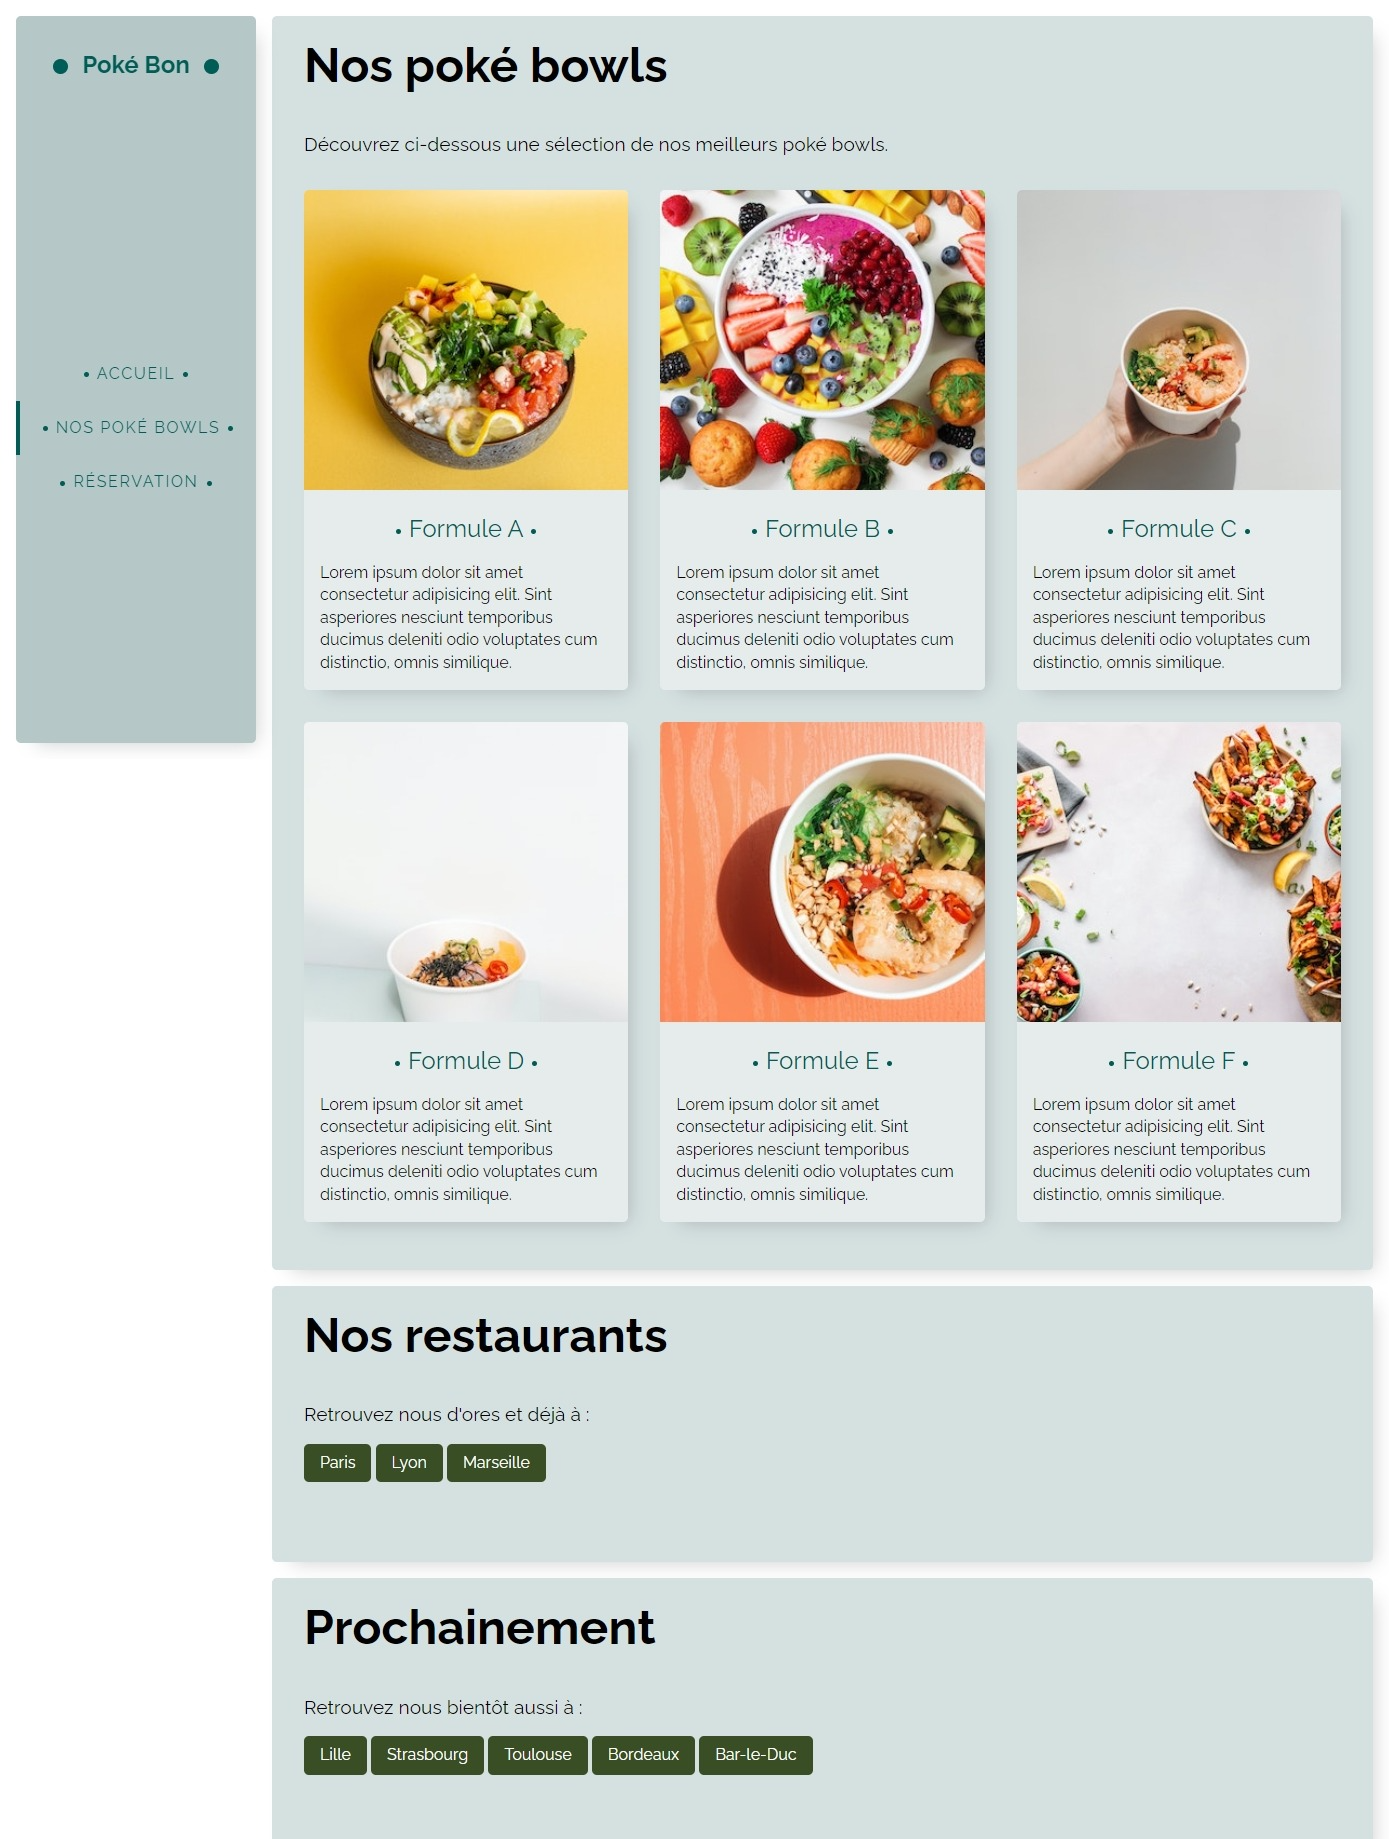 ● Poké Bon ●
• ACCUEIL •
• NOS POKÉ BOWLS •
• RÉSERVATION •
Nos poké bowls
Découvrez ci-dessous une sélection de nos meilleurs poké bowls.
• Formule A •
Lorem ipsum dolor sit amet
consectetur adipisicing elit. Sint
asperiores nesciunt temporibus
ducimus deleniti odio voluptates cum
distinctio, omnis similique.
• Formule B •
Lorem ipsum dolor sit amet
consectetur adipisicing elit. Sint
asperiores nesciunt temporibus
ducimus deleniti odio voluptates cum
distinctio, omnis similique.
• Formule C •
Lorem ipsum dolor sit amet
consectetur adipisicing elit. Sint
asperiores nesciunt temporibus
ducimus deleniti odio voluptates cum
distinctio, omnis similique.
• Formule D •
Lorem ipsum dolor sit amet
consectetur adipisicing elit. Sint
asperiores nesciunt temporibus
ducimus deleniti odio voluptates cum
distinctio, omnis similique.
• Formule E •
Lorem ipsum dolor sit amet
consectetur adipisicing elit. Sint
asperiores nesciunt temporibus
ducimus deleniti odio voluptates cum
distinctio, omnis similique.
• Formule F •
Lorem ipsum dolor sit amet
consectetur adipisicing elit. Sint
asperiores nesciunt temporibus
ducimus deleniti odio voluptates cum
distinctio, omnis similique.
Nos restaurants
Retrouvez nous d'ores et déjà à :
Paris Lyon Marseille
Prochainement
Retrouvez nous bientôt aussi à :
Lille Strasbourg Toulouse Bordeaux Bar-le-Duc